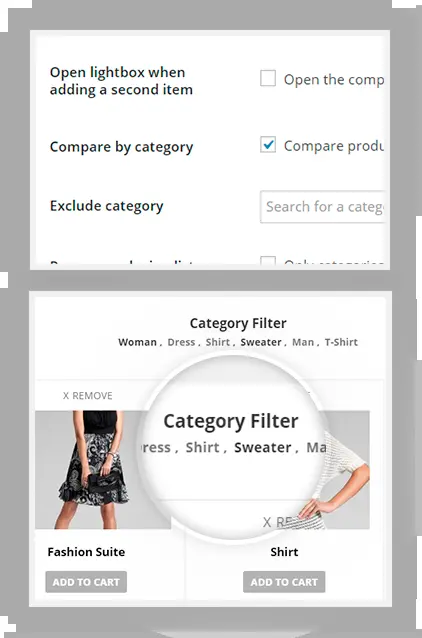 Open lightbox when
adding a second item
Open the comp
Compare by category
Compare produ
Exclude category
Search for a categ
Category Filter
Woman , Dress , Shirt , Sweater , Man , T-Shirt
X REMOVE
Category Filter
ress , Shirt , Sweater , Ma
X RE
Fashion Suite
Shirt
ADD TO CART
ADD TO CART